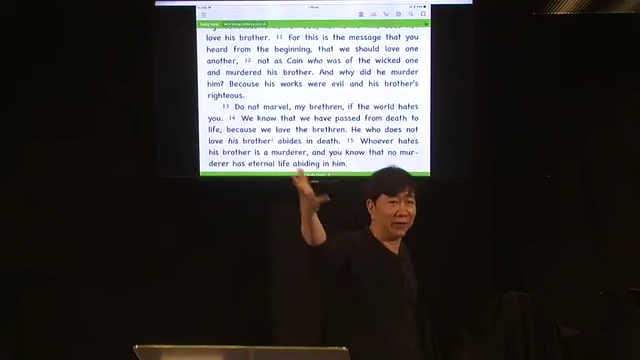 love his brother. 11 For this is the message that you
heard from the beginning, that we should love one
another, 12 not as Cain who was of the wicked one
and murdered his brother. And why did he murder
him? Because his works were evil and his brother's
righteous.
13 Do not marvel, my brethren, if the world hates
you. 14 We know that we have passed from death to
life, because we love the brethren. He who does not
love his brother abides in death. 15 Whoever hates
his brother is a murderer, and you know that no mur-
derer has eternal life abiding in him.